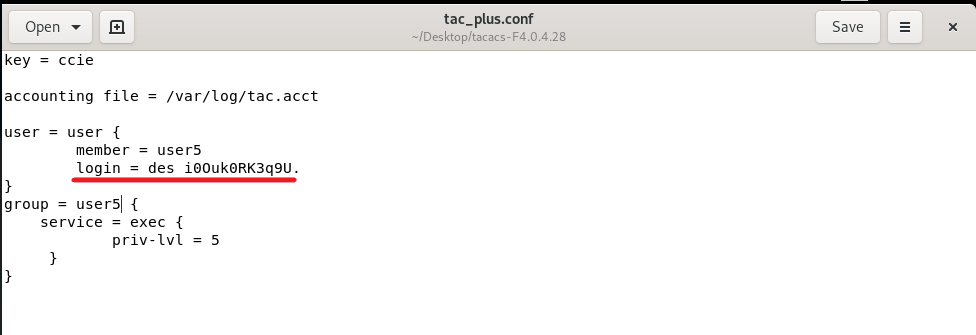 Open
tac_plus.conf
~/Desktop/tacacs-F4.0.4.28
Save
key = ccie
accounting file = /var/log/tac.acct
user = user {
member = user5
login = des i0Ouk0RK3q9U.
}
group = user5 {
service = exec {
priv-lvl = 5
}
}